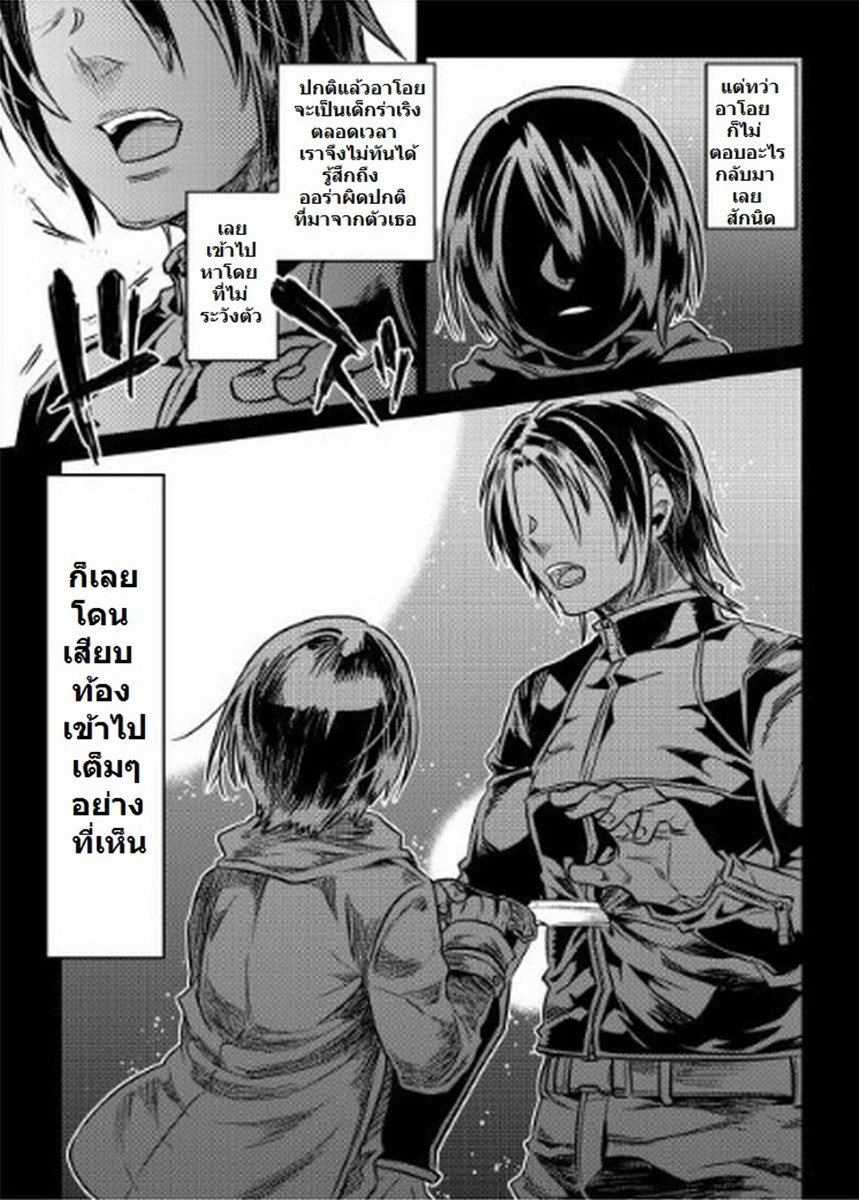 แต่ทว่า
อาโอย
ก็ไม่
ตอบอะไร
กลับมา
เลย
สักนิด
ปกติแล้วอาโอย
จะเป็นเด็กร่าเริง
ตลอดเวลา
เราจึงไม่ทันได้
รู้สึกถึง
ออร่าผิดปกติ
ที่มาจากตัวเธอ
เลย
เข้าไป
หาโดย
ที่ไม่
ระวังตัว
ก็เลย
โดน
เสียบ
ท้อง
เข้าไป
เต็มๆ
อย่าง
ที่เห็น